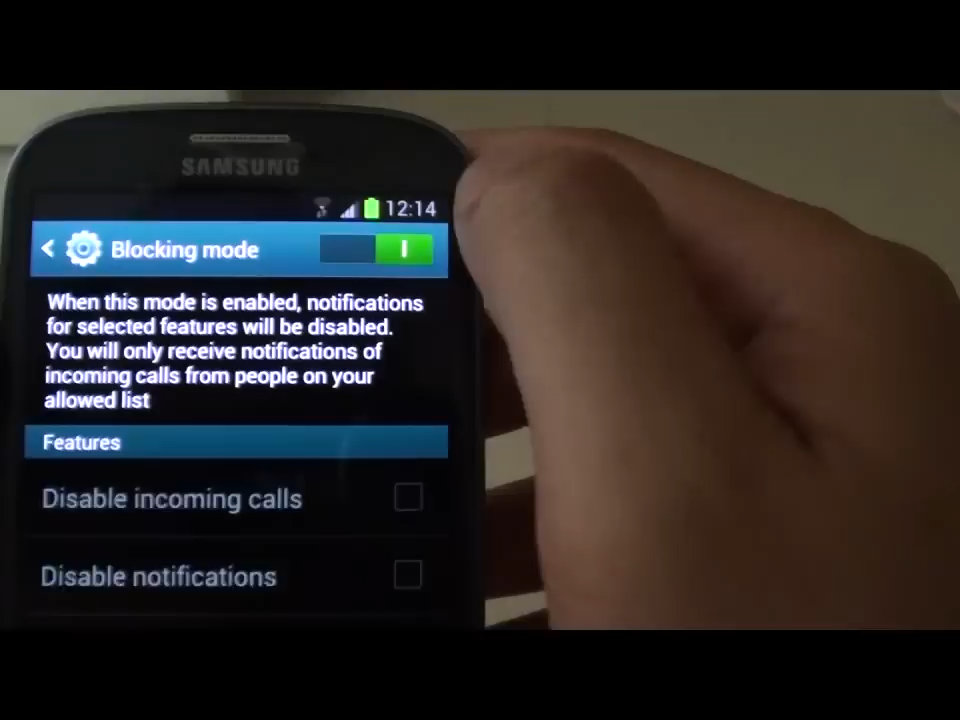 SAMSUNG
12:14
Blocking mode
When this mode is enabled, notifications
for selected features will be disabled.
You will only receive notifications of
incoming calls from people on your
allowed list
Features
Disable incoming calls
Disable notifications